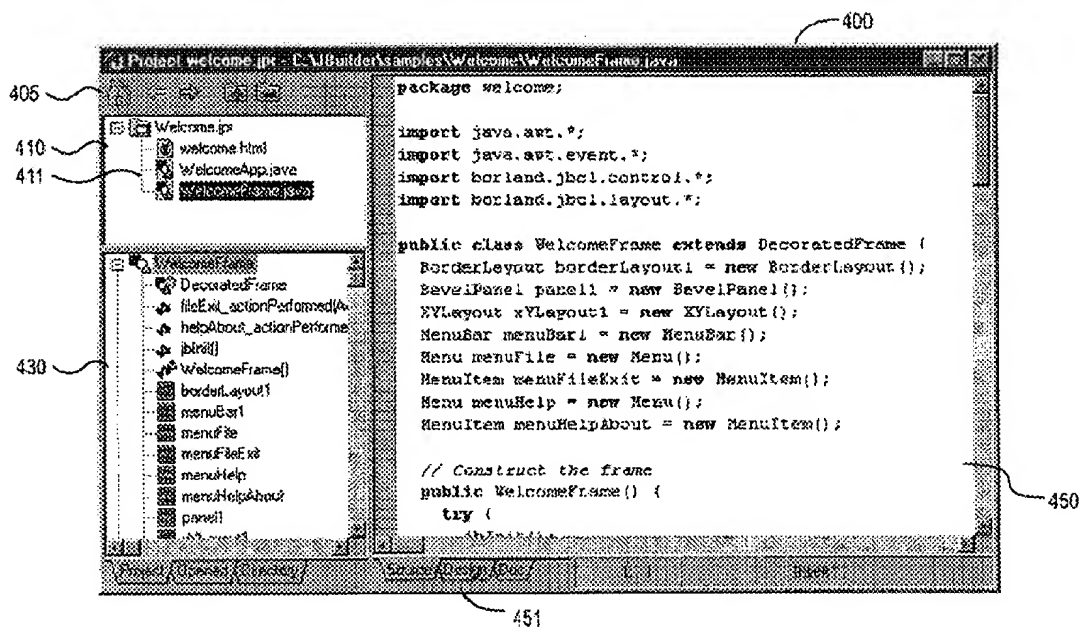 400
Project welcome.jpr - C:\JBuilder\samples\Welcome\WelcomeFrame.java
405
410
411
Welcome.jpr
welcome.html
WelcomeApp.java
WelcomeFrame.java
430
WelcomeFrame
DecoratedFrame
fileExit_actionPerformed(A
helpAbout_actionPerforme
jbInit()
WelcomeFrame()
borderLayout1
menuBar1
menuFile
menuFileExit
menuHelp
menuHelpAbout
panel1
Project
package welcome;
import java.awt.*;
import java.awt.event.*;
import borland.jbcl.control.*;
import borland.jbcl.layout.*;
public class WelcomeFrame extends DecoratedFrame {
BorderLayout borderLayout1 = new BorderLayout();
BevelPanel panel1 = new BevelPanel();
XYLayout xYLayout1 = new XYLayout();
MenuBar menuBar1 = new MenuBar();
Menu menuFile = new Menu();
MenuItem menuFileExit = new MenuItem();
Menu menuHelp = new Menu();
MenuItem menuHelpAbout = new MenuItem();
// Construct the frame
public WelcomeFrame() {
try {
jbInit();
450
Source Design Doc
451